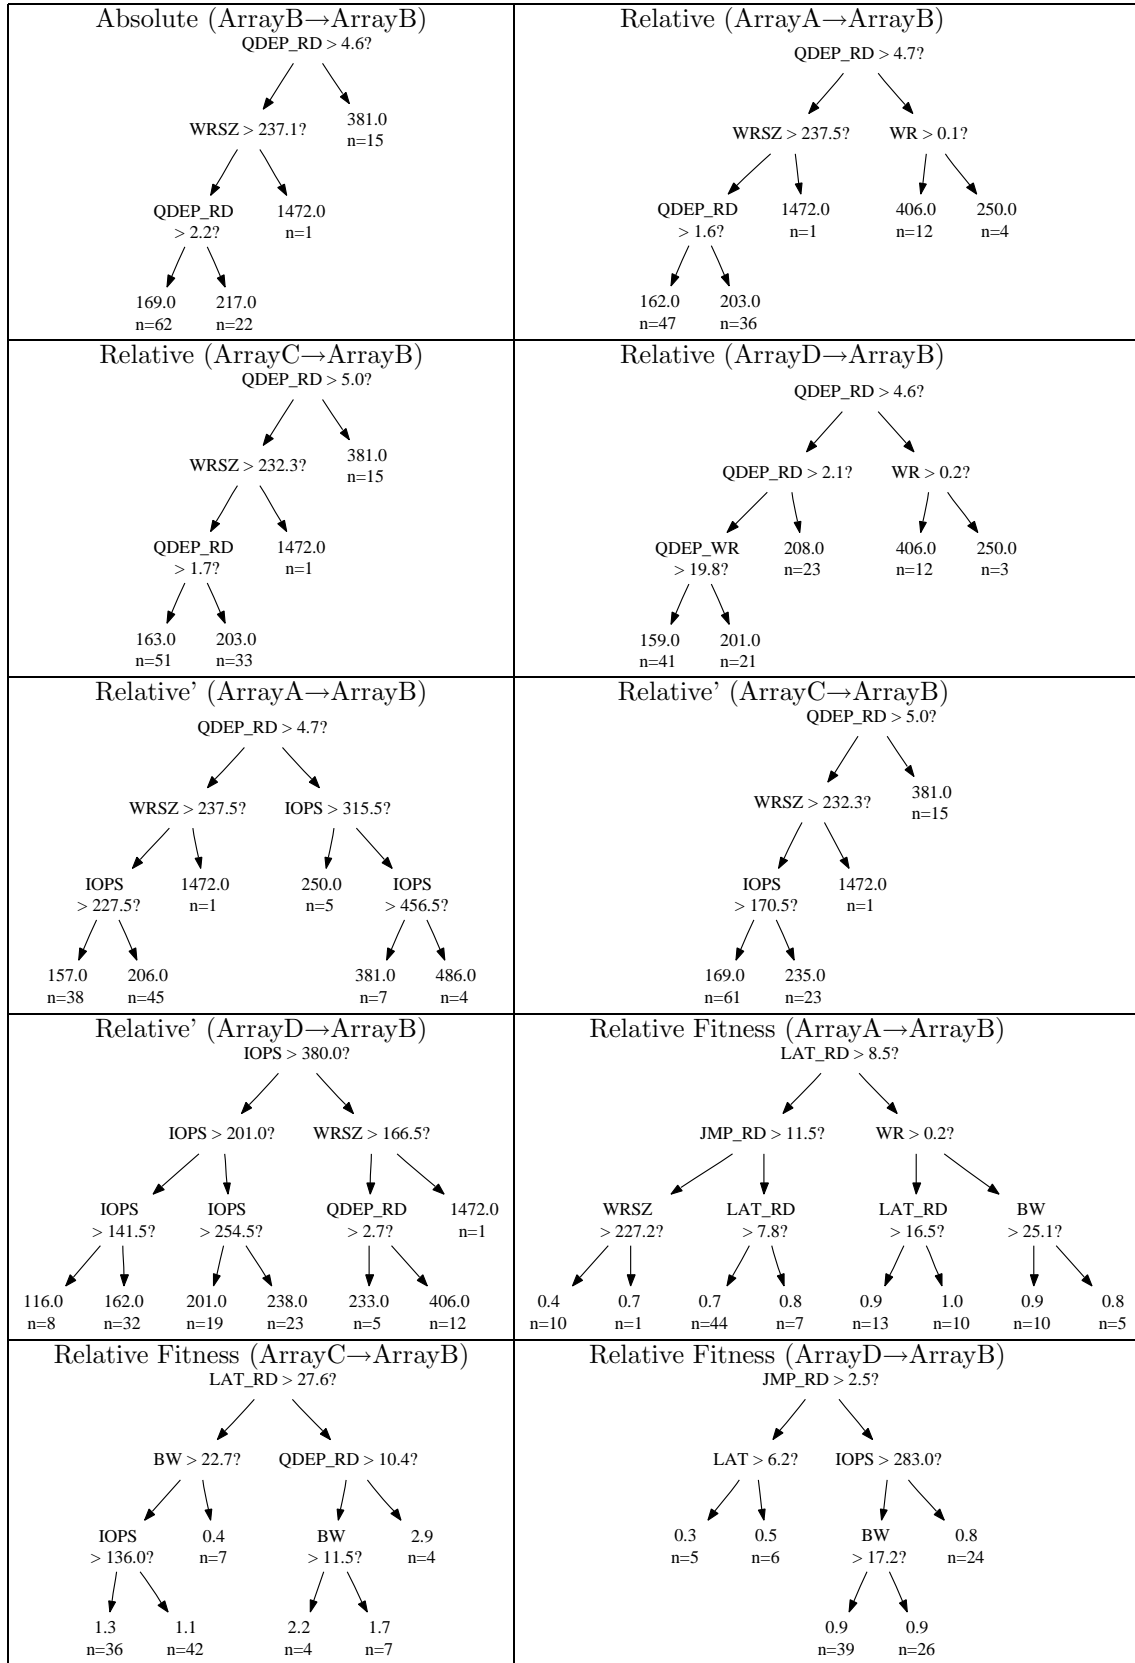 Absolute (ArrayB→ArrayB)
QDEP_RD > 4.6?
WRSZ > 237.1?
381.0
n=15
QDEP_RD
> 2.2?
1472.0
n=1
169.0
n=62
217.0
n=22
Relative (ArrayA→ArrayB)
QDEP_RD > 4.7?
WRSZ > 237.5?
WR > 0.1?
QDEP_RD
> 1.6?
1472.0
n=1
406.0
n=12
250.0
n=4
162.0
n=47
203.0
n=36
Relative (ArrayC→ArrayB)
QDEP_RD > 5.0?
WRSZ > 232.3?
381.0
n=15
QDEP_RD
> 1.7?
1472.0
n=1
163.0
n=51
203.0
n=33
Relative (ArrayD→ArrayB)
QDEP_RD > 4.6?
QDEP_RD > 2.1?
WR > 0.2?
QDEP_WR
> 19.8?
208.0
n=23
406.0
n=12
250.0
n=3
159.0
n=41
201.0
n=21
Relative' (ArrayA→ArrayB)
QDEP_RD > 4.7?
WRSZ > 237.5?
IOPS > 315.5?
IOPS
> 227.5?
1472.0
n=1
250.0
n=5
IOPS
> 456.5?
157.0
n=38
206.0
n=45
381.0
n=7
486.0
n=4
Relative' (ArrayC→ArrayB)
QDEP_RD > 5.0?
WRSZ > 232.3?
381.0
n=15
IOPS
> 170.5?
1472.0
n=1
169.0
n=61
235.0
n=23
Relative' (ArrayD→ArrayB)
IOPS > 380.0?
IOPS > 201.0?
WRSZ > 166.5?
IOPS
> 141.5?
IOPS
> 254.5?
QDEP_RD
> 2.7?
1472.0
n=1
116.0
n=8
162.0
n=32
201.0
n=19
238.0
n=23
233.0
n=5
406.0
n=12
Relative Fitness (ArrayA→ArrayB)
LAT_RD > 8.5?
JMP_RD > 11.5?
WR > 0.2?
WRSZ
> 227.2?
LAT_RD
> 7.8?
LAT_RD
> 16.5?
BW
> 25.1?
0.4
n=10
0.7
n=1
0.7
n=44
0.8
n=7
0.9
n=13
1.0
n=10
0.9
n=10
0.8
n=5
Relative Fitness (ArrayC→ArrayB)
LAT_RD > 27.6?
BW > 22.7?
QDEP_RD > 10.4?
IOPS
> 136.0?
0.4
n=7
BW
> 11.5?
2.9
n=4
1.3
n=36
1.1
n=42
2.2
n=4
1.7
n=7
Relative Fitness (ArrayD→ArrayB)
JMP_RD > 2.5?
LAT > 6.2?
IOPS > 283.0?
0.3
n=5
0.5
n=6
BW
> 17.2?
0.8
n=24
0.9
n=39
0.9
n=26